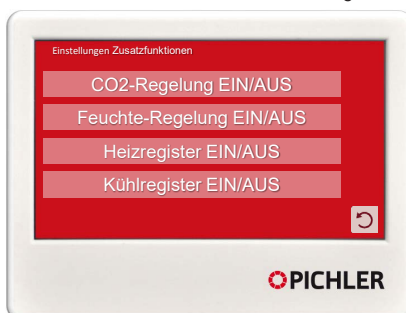 Einstellungen Zusatzfunktionen
CO2-Regelung EIN/AUS
Feuchte-Regelung EIN/AUS
Heizregister EIN/AUS
Kühlregister EIN/AUS
PICHLER